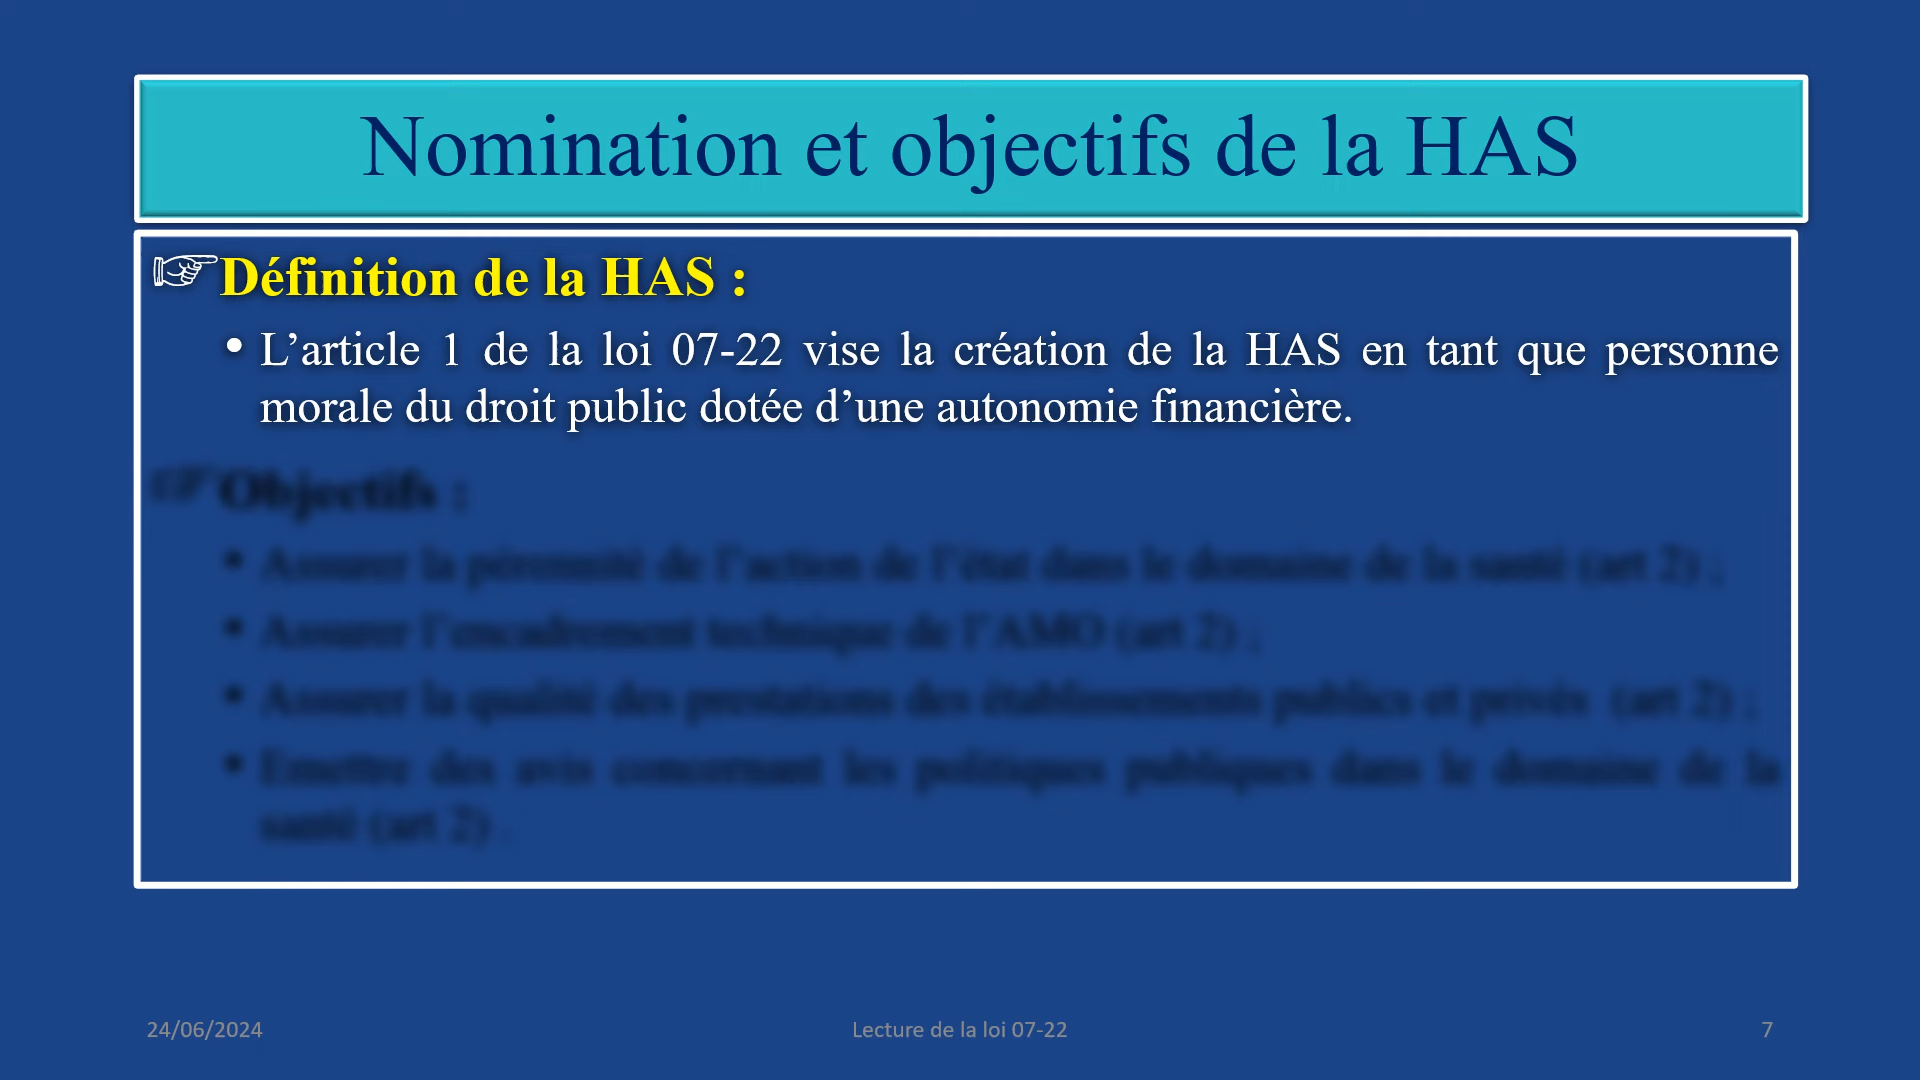 Nomination et objectifs de la HAS
☞Définition de la HAS :
• L’article 1 de la loi 07-22 vise la création de la HAS en tant que personne
morale du droit public dotée d’une autonomie financière.
☞Objectifs :
• Assurer la pérennité de l’action de l’état dans le domaine de la santé (art 2) ;
• Assurer l’encadrement technique de l’AMO (art 2) ;
• Assurer la qualité des prestations des établissements publics et privés (art 2) ;
• Emettre des avis concernant les politiques publiques dans le domaine de la
santé (art 2) .
24/06/2024
Lecture de la loi 07-22
7